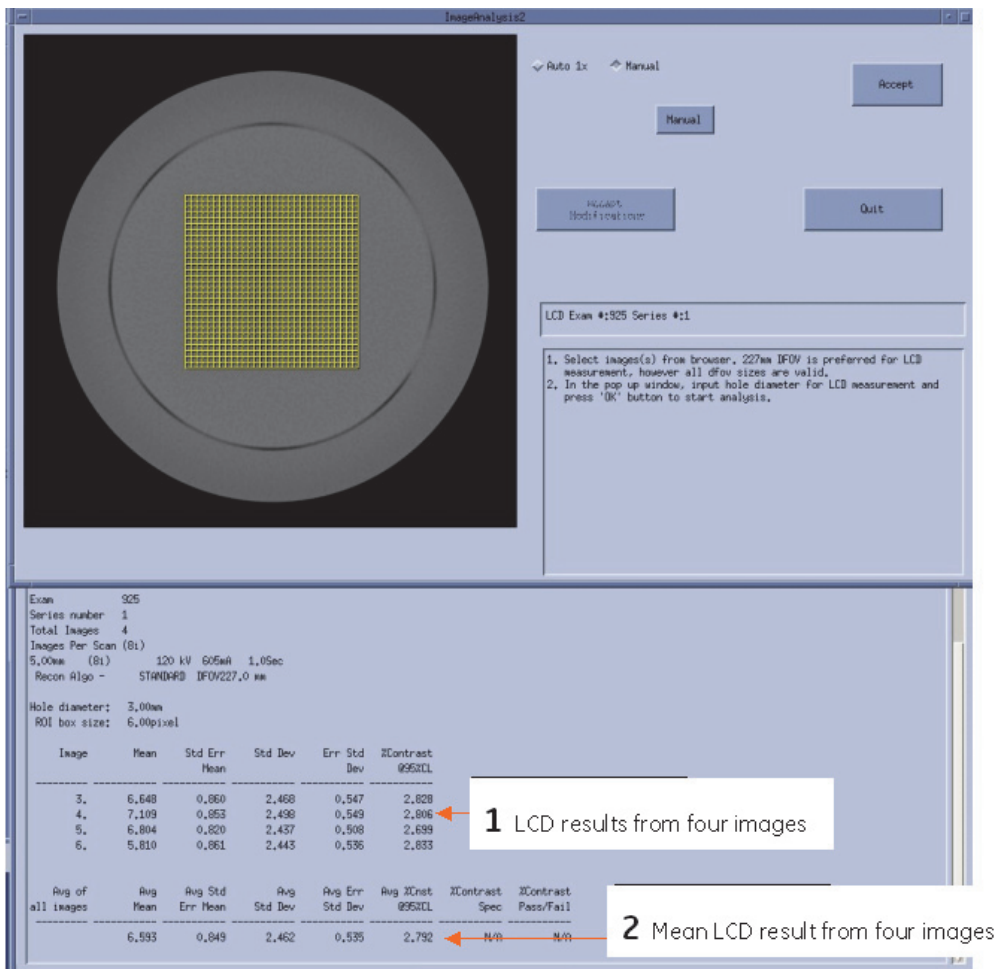 ImageAnalysis2
Auto 1x Manual
Accept
Manual
Accept Modifications
Quit
LCD Exam #:925 Series #:1
1. Select images(s) from browser. 227mm DFOV is preferred for LCD
measurement, however all dfov sizes are valid.
2. In the pop up window, input hole diameter for LCD measurement and
press 'OK' button to start analysis.
Exam 925
Series number 1
Total Images 4
Images Per Scan (8i)
5.00mm (8i) 120 kV 605mA 1.0Sec
Recon Algo - STANDARD DFOV227.0 mm
Hole diameter: 3.00mm
ROI box size: 6.00pixel
Image Mean Std Err Std Dev Err Std %Contrast
Mean Dev @95%CL
3. 6.648 0.860 2.468 0.547 2.828
4. 7.109 0.853 2.498 0.549 2.806
5. 6.804 0.820 2.437 0.508 2.699
6. 5.810 0.861 2.443 0.536 2.833
1 LCD results from four images
Avg of Avg Avg Std Avg Avg Err Avg %Cnst %Contrast %Contrast
all images Mean Err Mean Std Dev Std Dev @95%CL Spec Pass/Fail
6.593 0.849 2.462 0.535 2.792 N/A N/A
2 Mean LCD result from four images